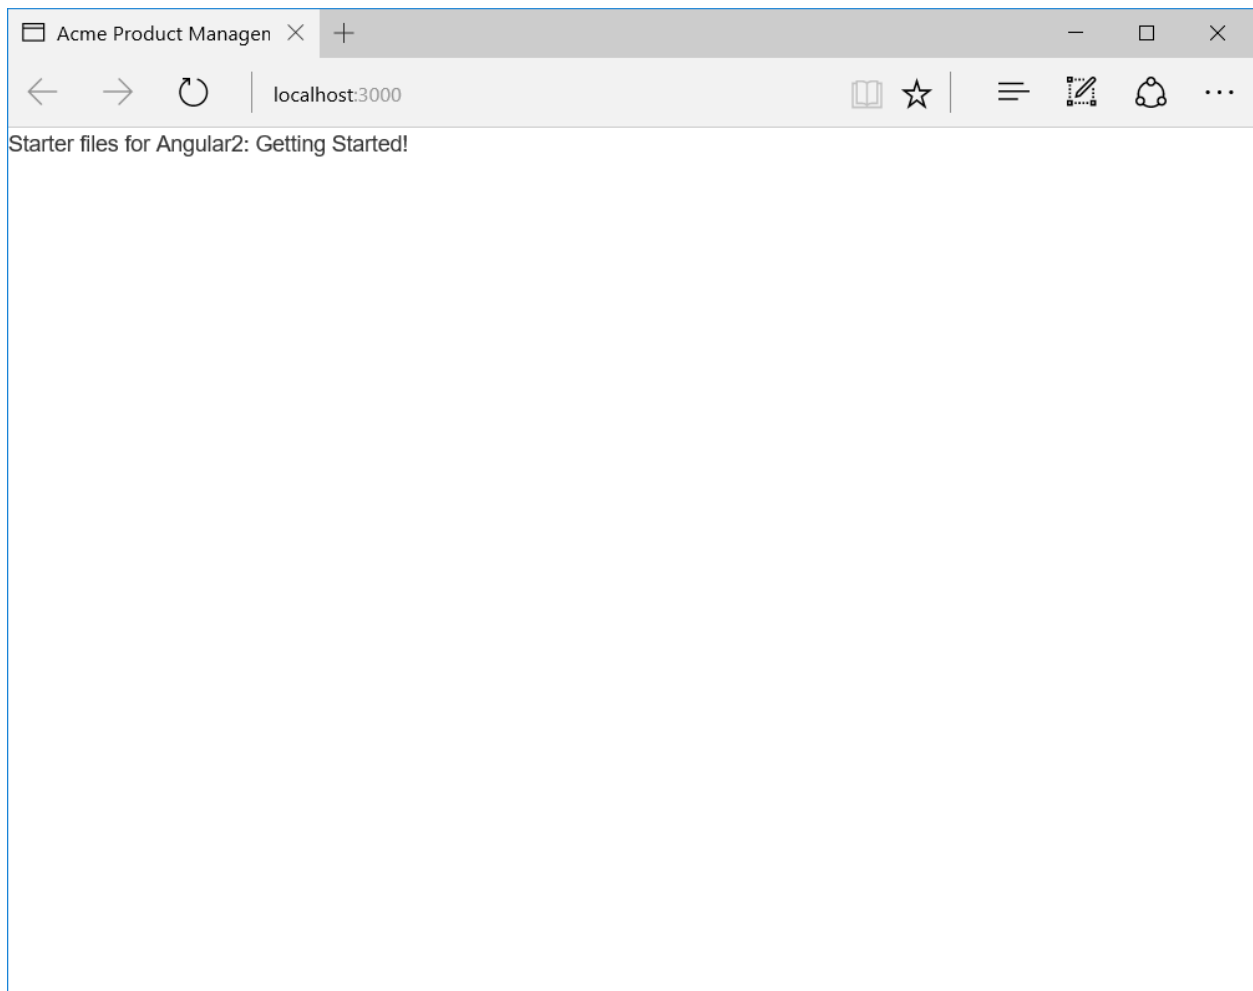 Acme Product Managen
localhost:3000
Starter files for Angular2: Getting Started!